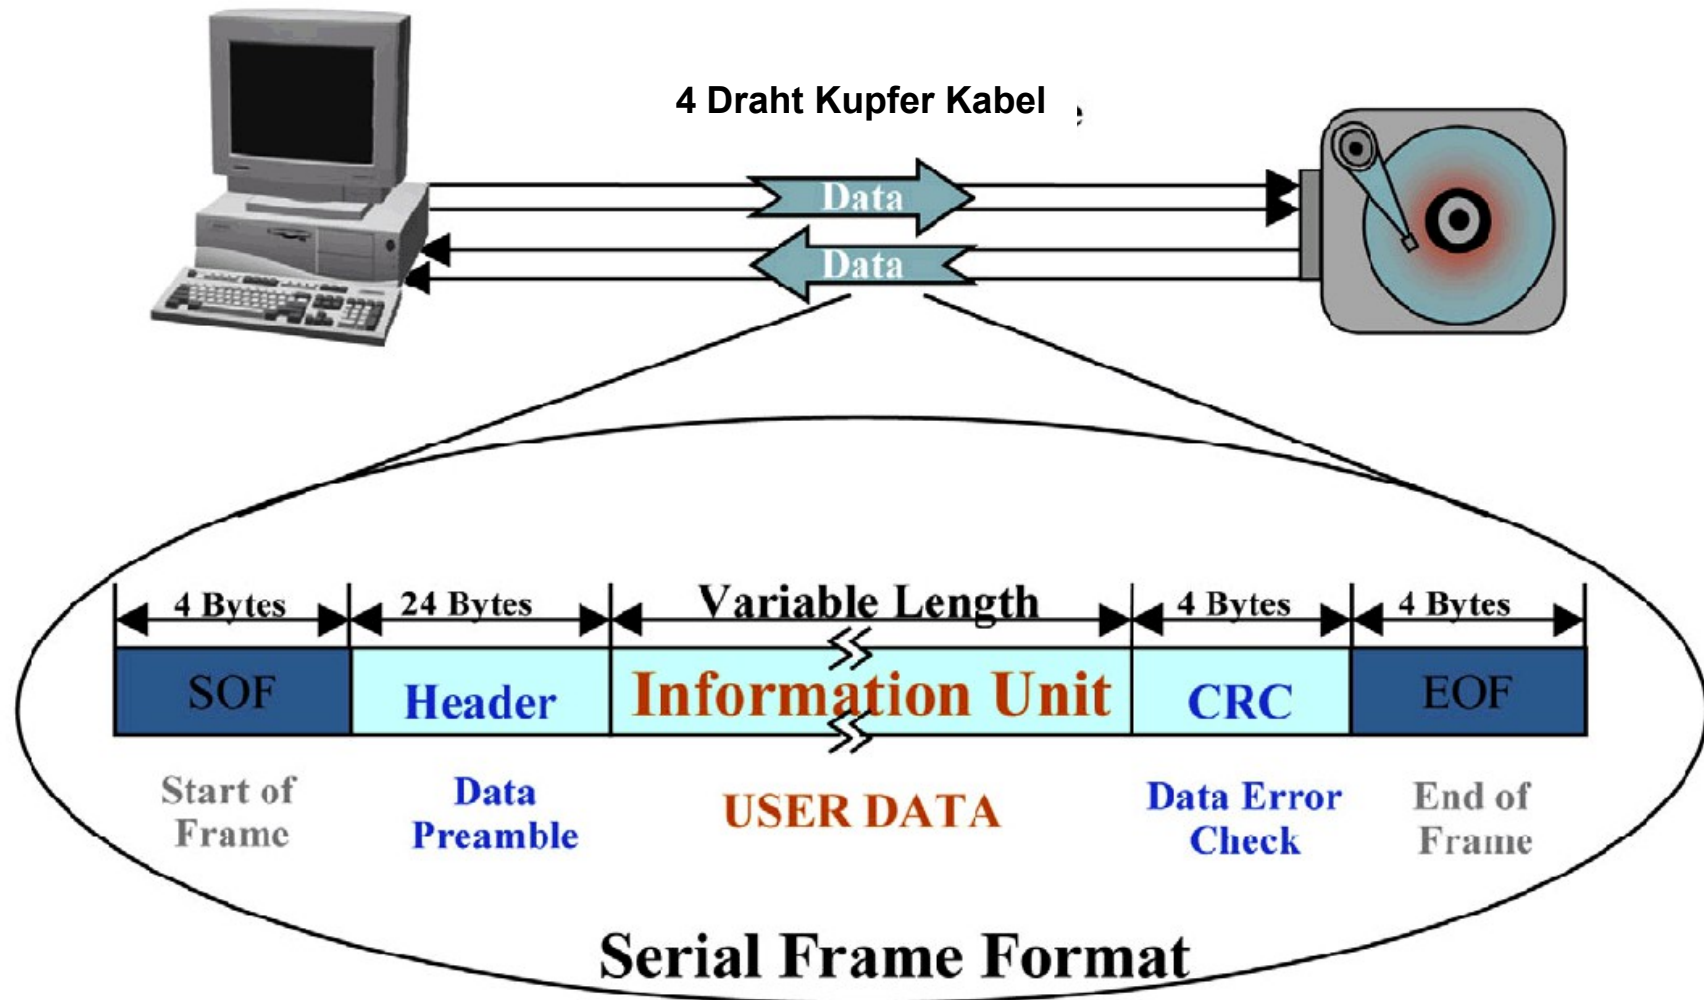 4 Draht Kupfer Kabel
Data
Data
4 Bytes
24 Bytes
Variable Length
4 Bytes
4 Bytes
SOF
Header
Information Unit
CRC
EOF
Start of
Frame
Data
Preamble
USER DATA
Data Error
Check
End of
Frame
Serial Frame Format